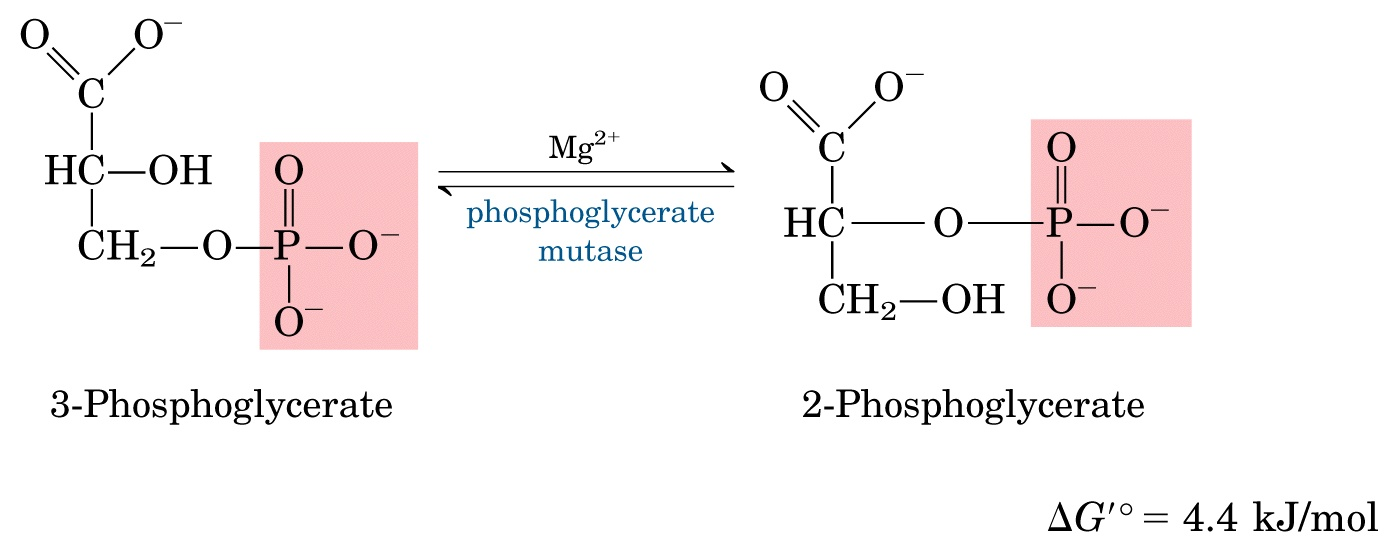 O O⁻
C
HC—OH O
CH₂—O—P—O⁻
O⁻
3-Phosphoglycerate
Mg²⁺
phosphoglycerate
mutase
O O⁻
C O
HC—O—P—O⁻
CH₂—OH O⁻
2-Phosphoglycerate
ΔG′° = 4.4 kJ/mol